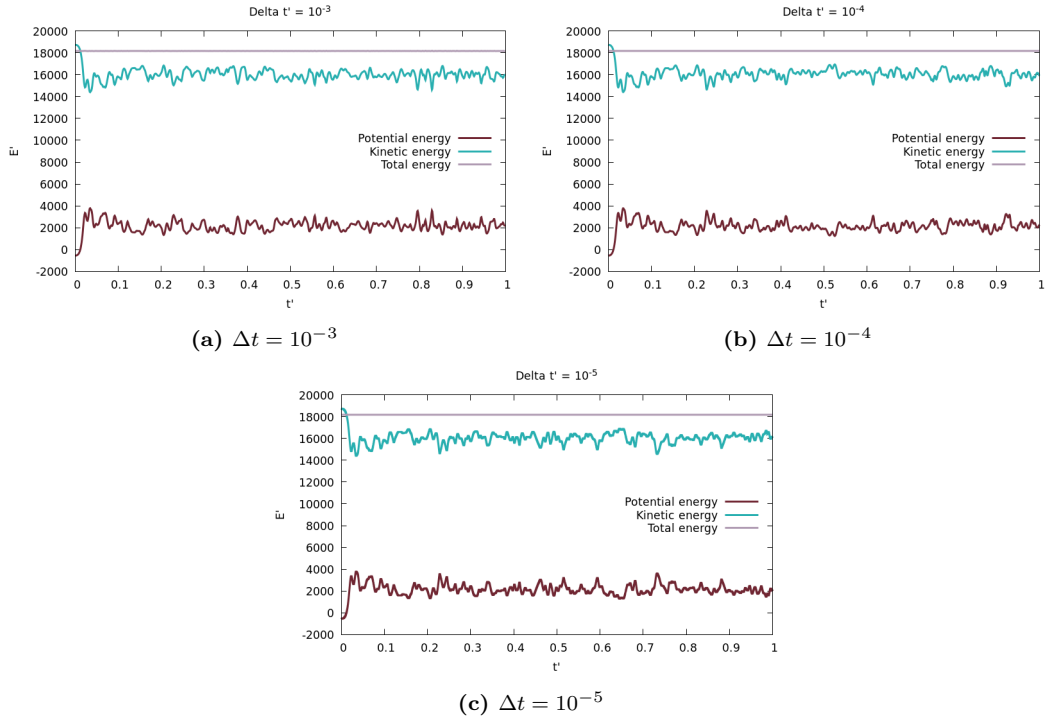 Delta t' = 10⁻³
20000
18000
16000
14000
12000
10000
8000
6000
4000
2000
0
-2000
E'
Potential energy
Kinetic energy
Total energy
0 0.1 0.2 0.3 0.4 0.5 0.6 0.7 0.8 0.9 1
t'
(a) Δt = 10⁻³
Delta t' = 10⁻⁴
20000
18000
16000
14000
12000
10000
8000
6000
4000
2000
0
-2000
E'
Potential energy
Kinetic energy
Total energy
0 0.1 0.2 0.3 0.4 0.5 0.6 0.7 0.8 0.9 1
t'
(b) Δt = 10⁻⁴
Delta t' = 10⁻⁵
20000
18000
16000
14000
12000
10000
8000
6000
4000
2000
0
-2000
E'
Potential energy
Kinetic energy
Total energy
0 0.1 0.2 0.3 0.4 0.5 0.6 0.7 0.8 0.9 1
t'
(c) Δt = 10⁻⁵